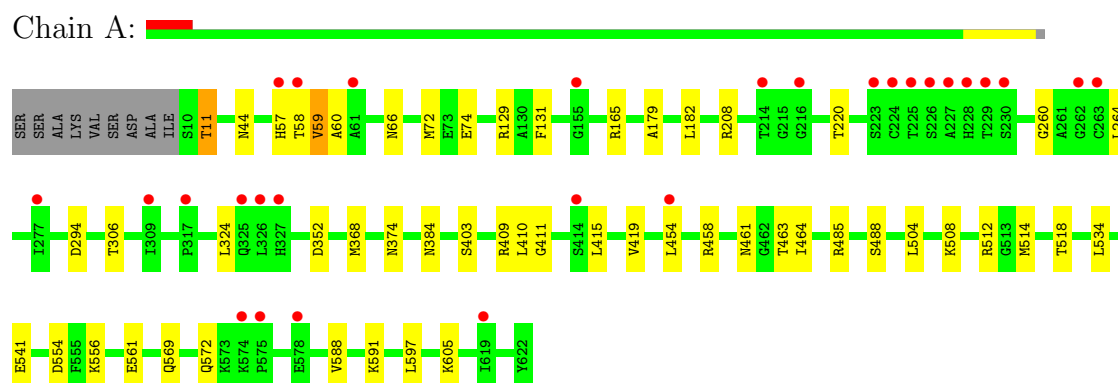 Chain A:
SER SER ALA LYS VAL SER ASP ALA ILE S10 T11 N44 H57 T58 V59 A60 A61 N66 M72 E73 E74 R129 A130 F131 G155 R165 A179 L182 R208 T214 G215 G216 T220 S223 C224 T225 S226 A227 H228 T229 S230 G260 A261 G262 C263 L264
I277 D294 T306 I309 P317 L324 Q325 L326 H327 D352 M368 N374 N384 S403 R409 L410 G411 S414 L415 V419 L454 R458 N461 G462 T463 I464 R485 S488 L504 K508 R512 G513 M514 T518 L534
E541 D554 F555 K556 E561 Q569 Q572 K573 K574 P575 E578 V588 K591 L597 K605 I619 Y622